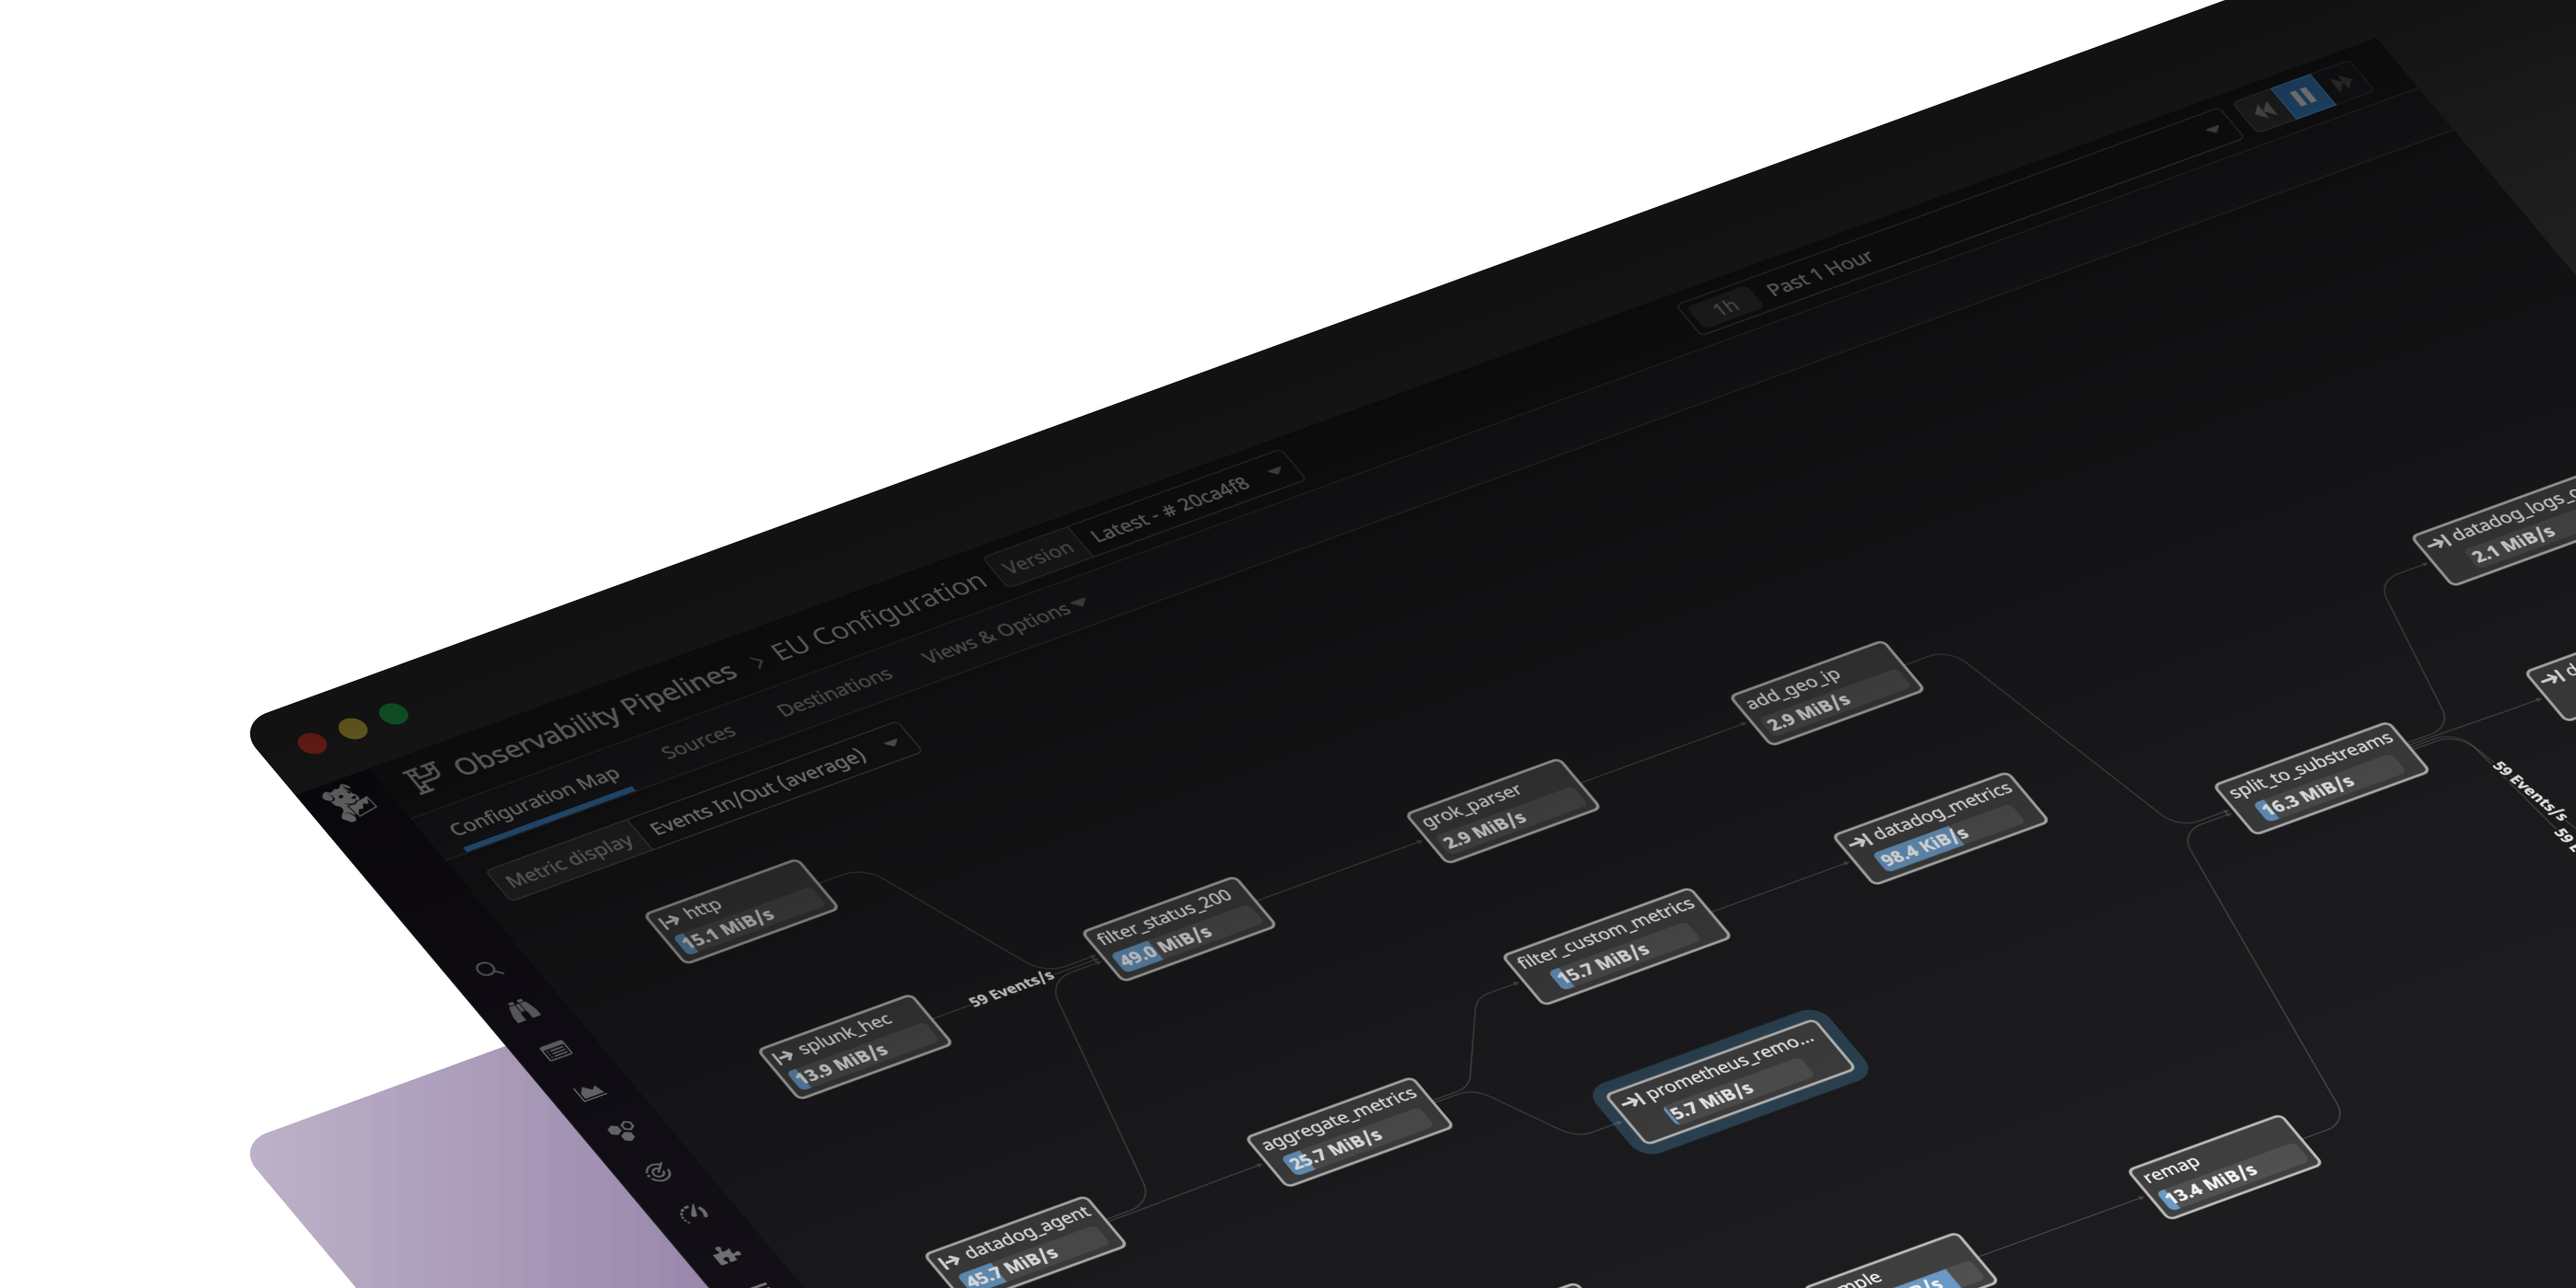 1h Past 1 Hour
Observability Pipelines > EU Configuration
Version Latest - # 20ca4f8
Configuration Map Sources Destinations Views & Options
Metric display Events In/Out (average)
http
15.1 MiB/s
splunk_hec
13.9 MiB/s
59 Events/s
datadog_agent
45.7 MiB/s
filter_status_200
49.0 MiB/s
aggregate_metrics
25.7 MiB/s
grok_parser
2.9 MiB/s
filter_custom_metrics
15.7 MiB/s
prometheus_remo...
5.7 MiB/s
add_geo_ip
2.9 MiB/s
datadog_metrics
98.4 KiB/s
remap
13.4 MiB/s
split_to_substreams
16.3 MiB/s
datadog_logs_
2.1 MiB/s
59 Events/s
59